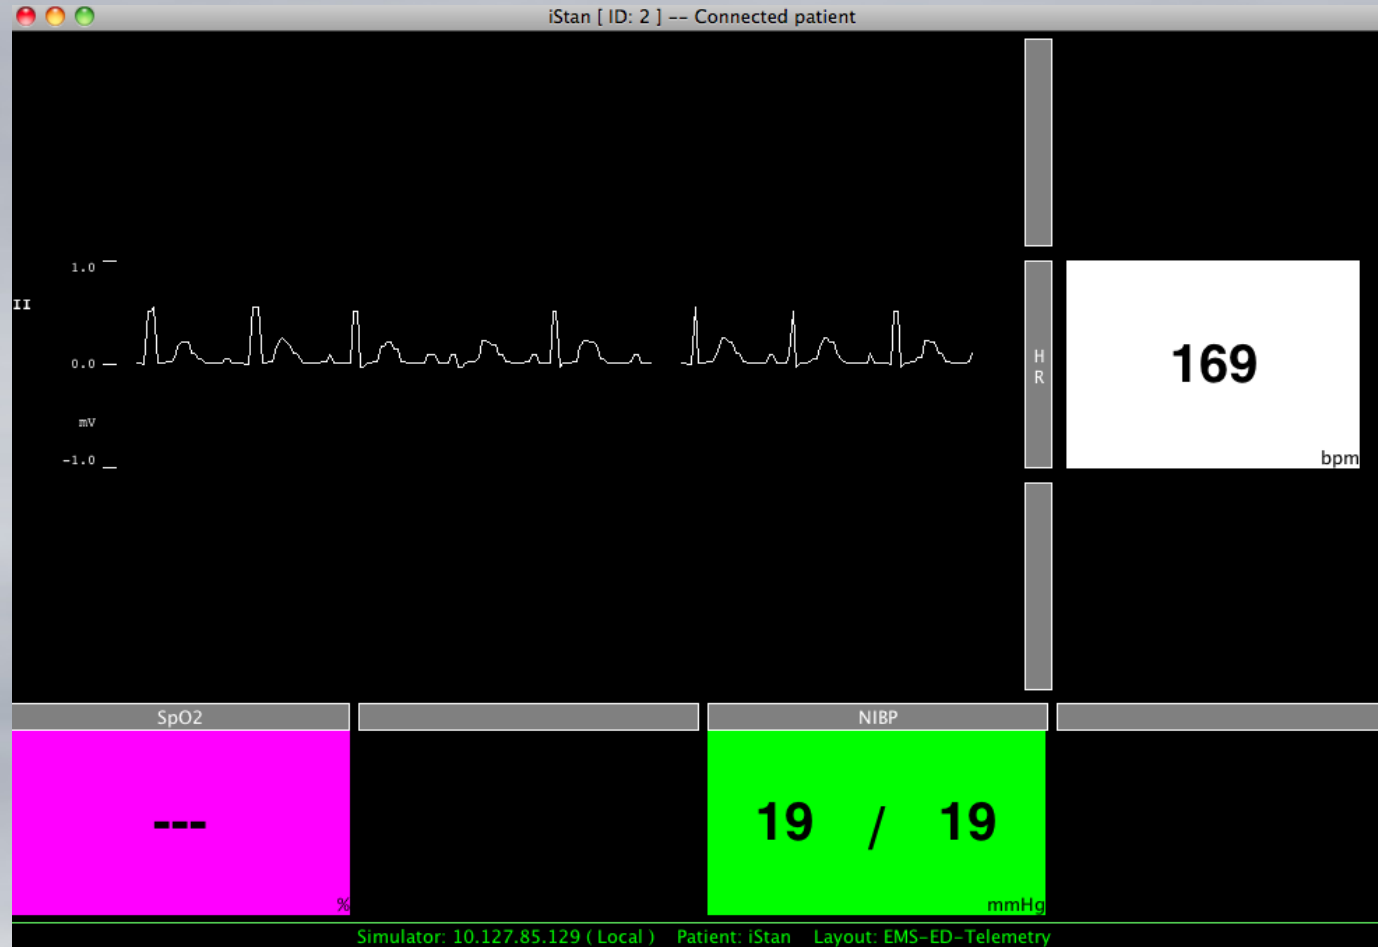 iStan [ ID: 2 ] -- Connected patient
1.0
II
0.0
mV
-1.0
H
R
169
bpm
SpO2
NIBP
---
%
19 / 19
mmHg
Simulator: 10.127.85.129 ( Local ) Patient: iStan Layout: EMS-ED-Telemetry